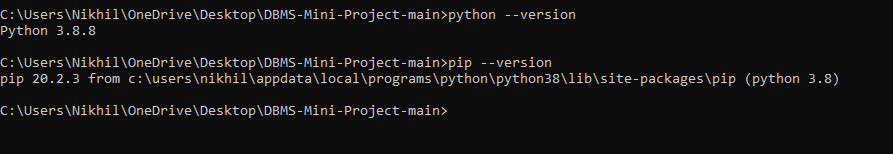 C:\Users\Nikhil\OneDrive\Desktop\DBMS-Mini-Project-main>python --version
Python 3.8.8
C:\Users\Nikhil\OneDrive\Desktop\DBMS-Mini-Project-main>pip --version
pip 20.2.3 from c:\users\nikhil\appdata\local\programs\python\python38\lib\site-packages\pip (python 3.8)
C:\Users\Nikhil\OneDrive\Desktop\DBMS-Mini-Project-main>